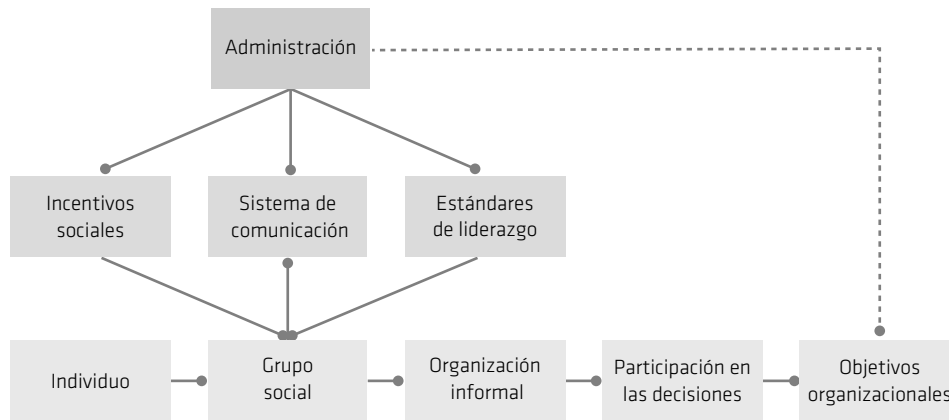 Administración
Incentivos
sociales
Sistema de
comunicación
Estándares
de liderazgo
Individuo
Grupo
social
Organización
informal
Participación en
las decisiones
Objetivos
organizacionales